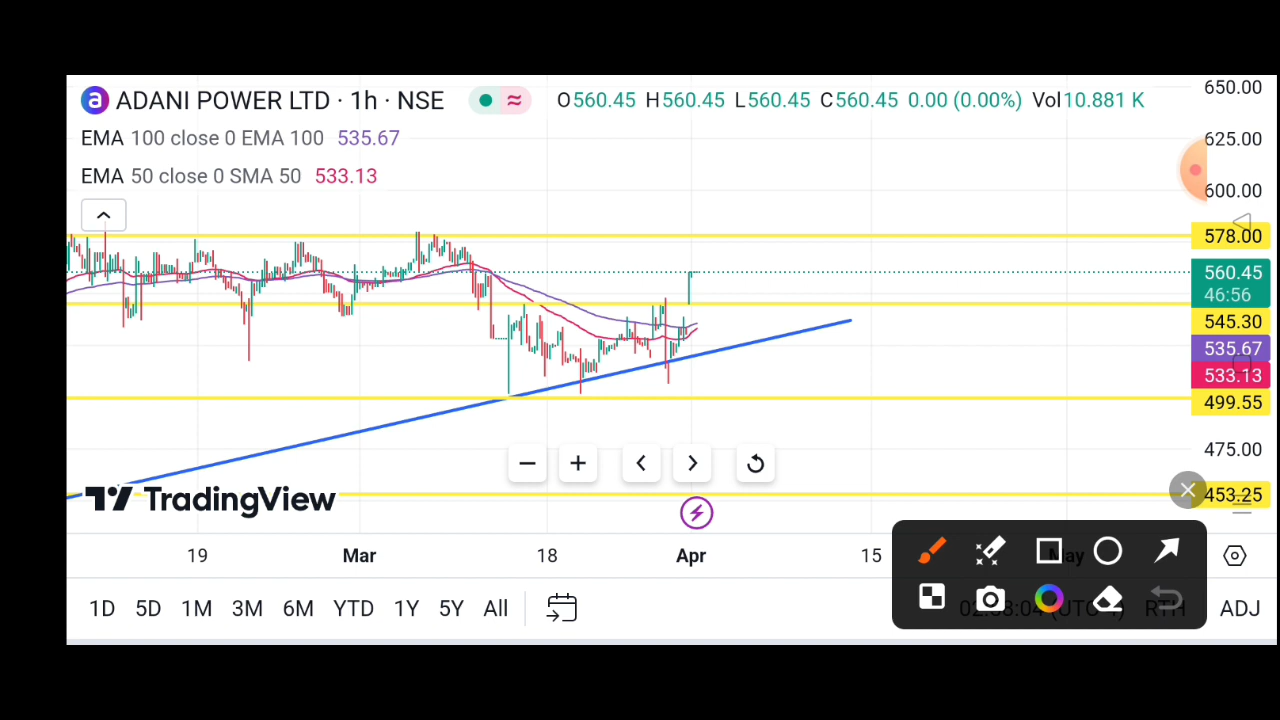 ADANI POWER LTD · 1h · NSE O560.45 H560.45 L560.45 C560.45 0.00 (0.00%) Vol10.881 K
EMA 100 close 0 EMA 100 535.67
EMA 50 close 0 SMA 50 533.13
650.00
625.00
600.00
578.00
560.45
46:56
545.30
535.67
533.13
499.55
475.00
453.25
TradingView
19 Mar 18 Apr 15 May
1D 5D 1M 3M 6M YTD 1Y 5Y All RTH ADJ